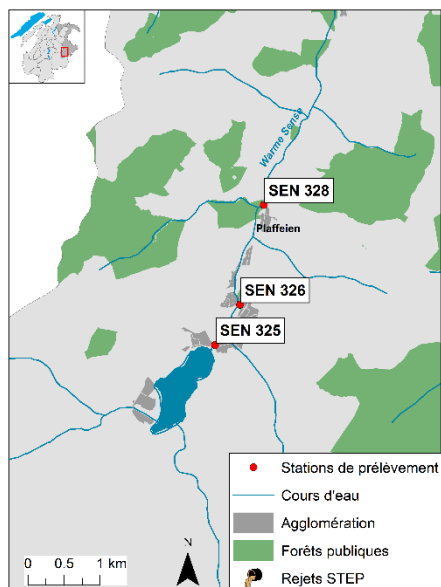 Warme Sense
SEN 328
Plaffeien
SEN 326
SEN 325
Stations de prélèvement
Cours d'eau
Agglomération
Forêts publiques
Rejets STEP
N
0 0.5 1 km